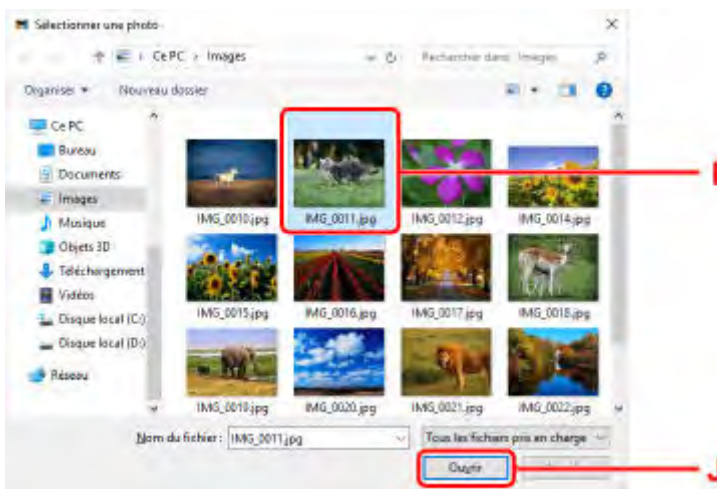 Sélectionner une photo
Ce PC › Images
Rechercher dans : Images
Organiser
Nouveau dossier
Ce PC
Bureau
Documents
Images
Musique
Objets 3D
Téléchargement
Vidéos
Disque local (C:)
Disque local (D:)
Réseau
IMG_0010.jpg
IMG_0011.jpg
IMG_0012.jpg
IMG_0014.jpg
IMG_0015.jpg
IMG_0016.jpg
IMG_0017.jpg
IMG_0018.jpg
IMG_0019.jpg
IMG_0020.jpg
IMG_0021.jpg
IMG_0022.jpg
Nom du fichier : IMG_0011.jpg
Tous les fichiers pris en charge
Ouvrir